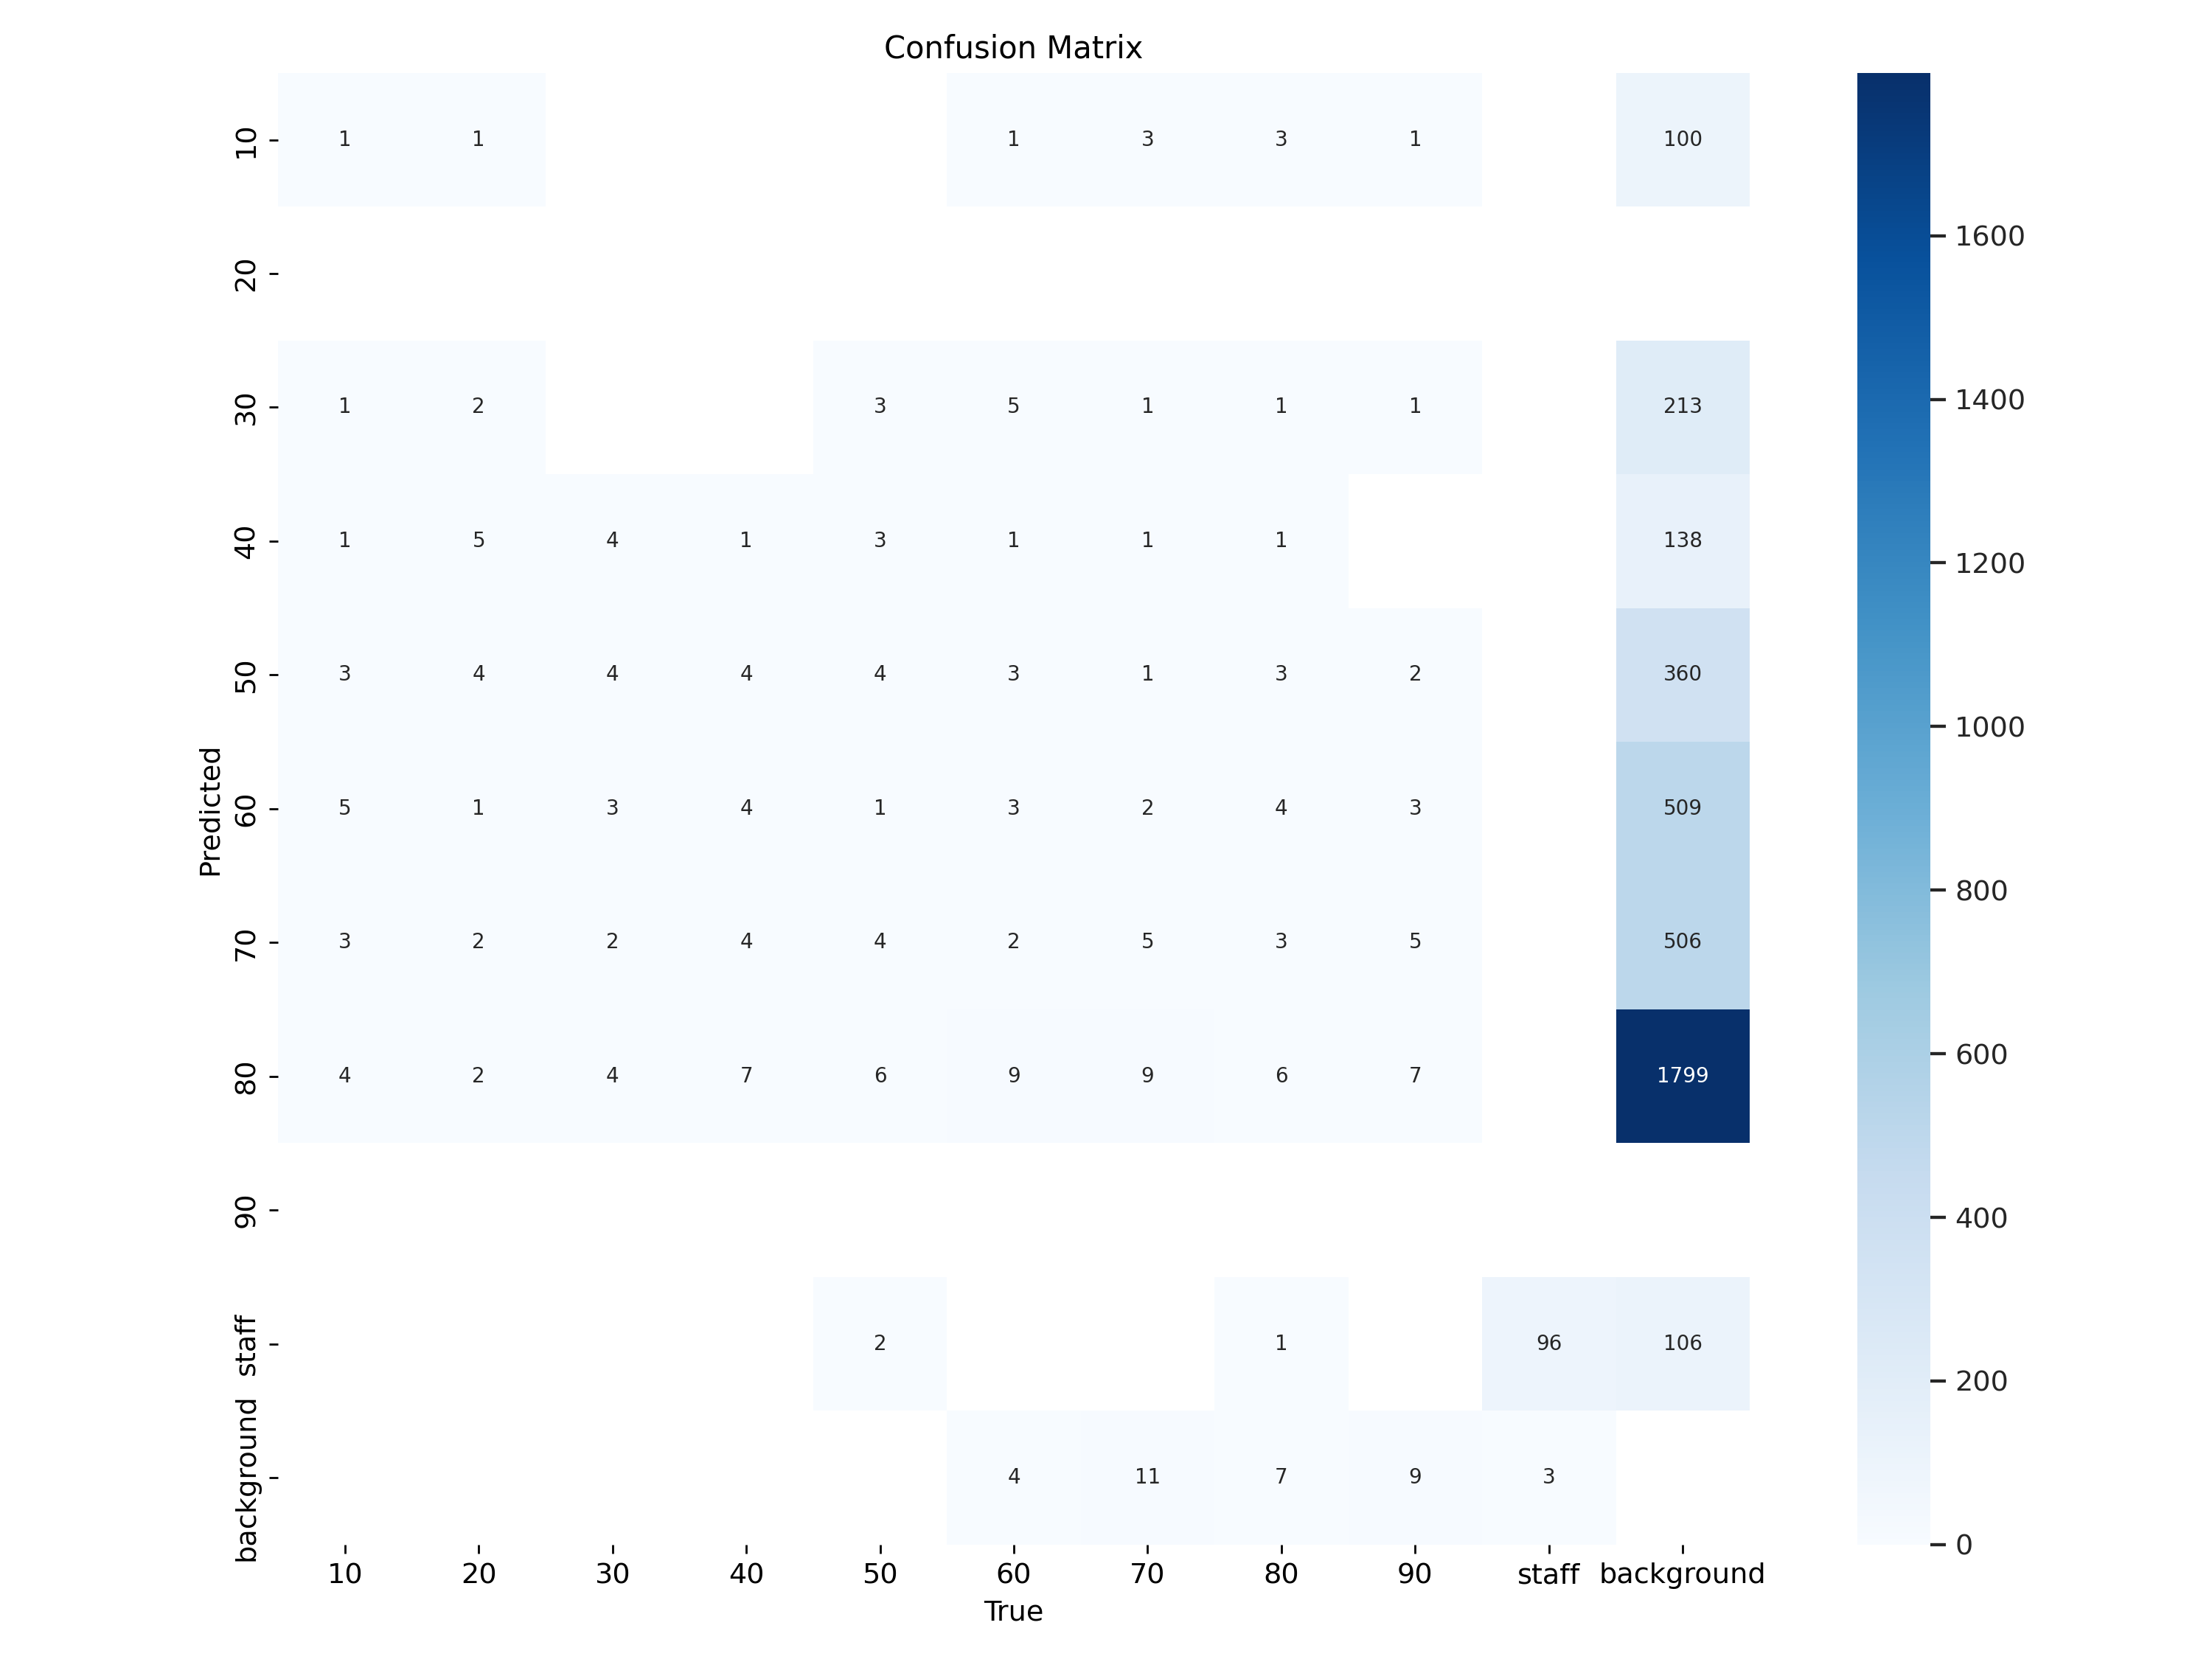 Confusion Matrix
10 1 1 1 3 3 1 100
20
30 1 2 3 5 1 1 1 213
40 1 5 4 1 3 1 1 1 138
50 3 4 4 4 4 3 1 3 2 360
60 5 1 3 4 1 3 2 4 3 509
70 3 2 2 4 4 2 5 3 5 506
80 4 2 4 7 6 9 9 6 7 1799
90
staff 2 1 96 106
background 4 11 7 9 3
Predicted
10 20 30 40 50 60 70 80 90 staff background
True
1600
1400
1200
1000
800
600
400
200
0